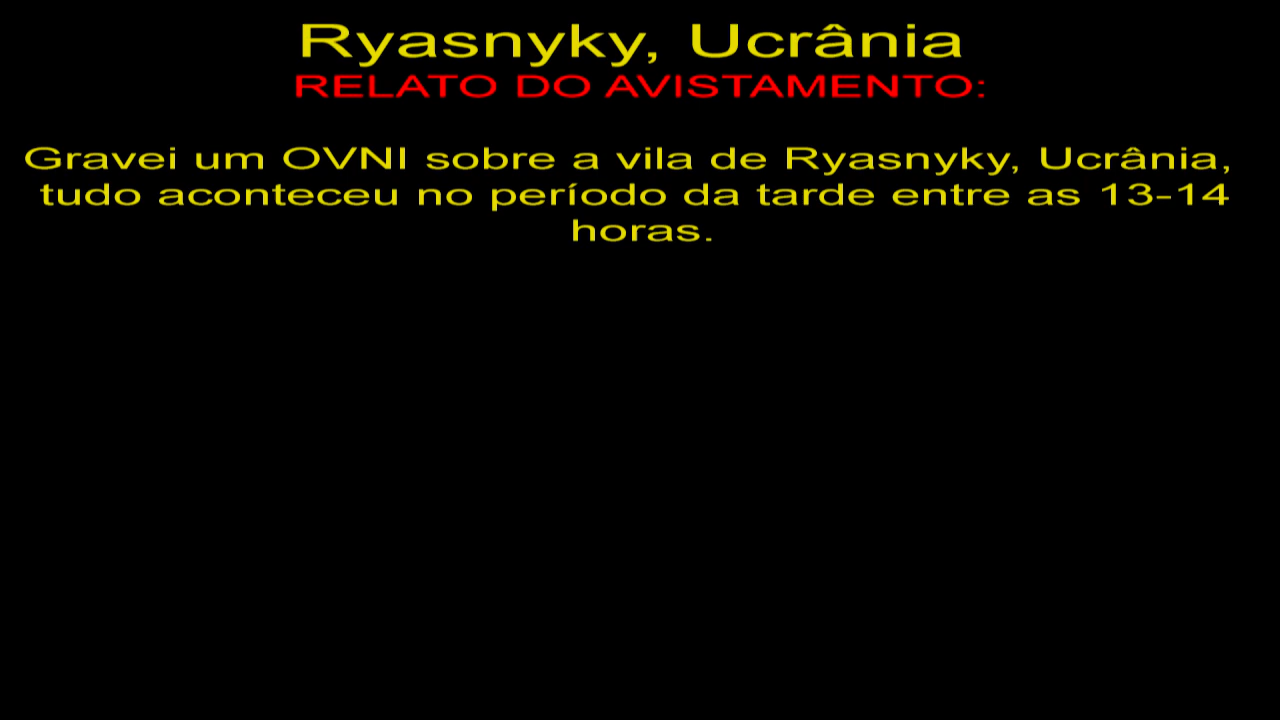 Ryasnyky, Ucrânia
RELATO DO AVISTAMENTO:
Gravei um OVNI sobre a vila de Ryasnyky, Ucrânia,
tudo aconteceu no período da tarde entre as 13-14
horas.